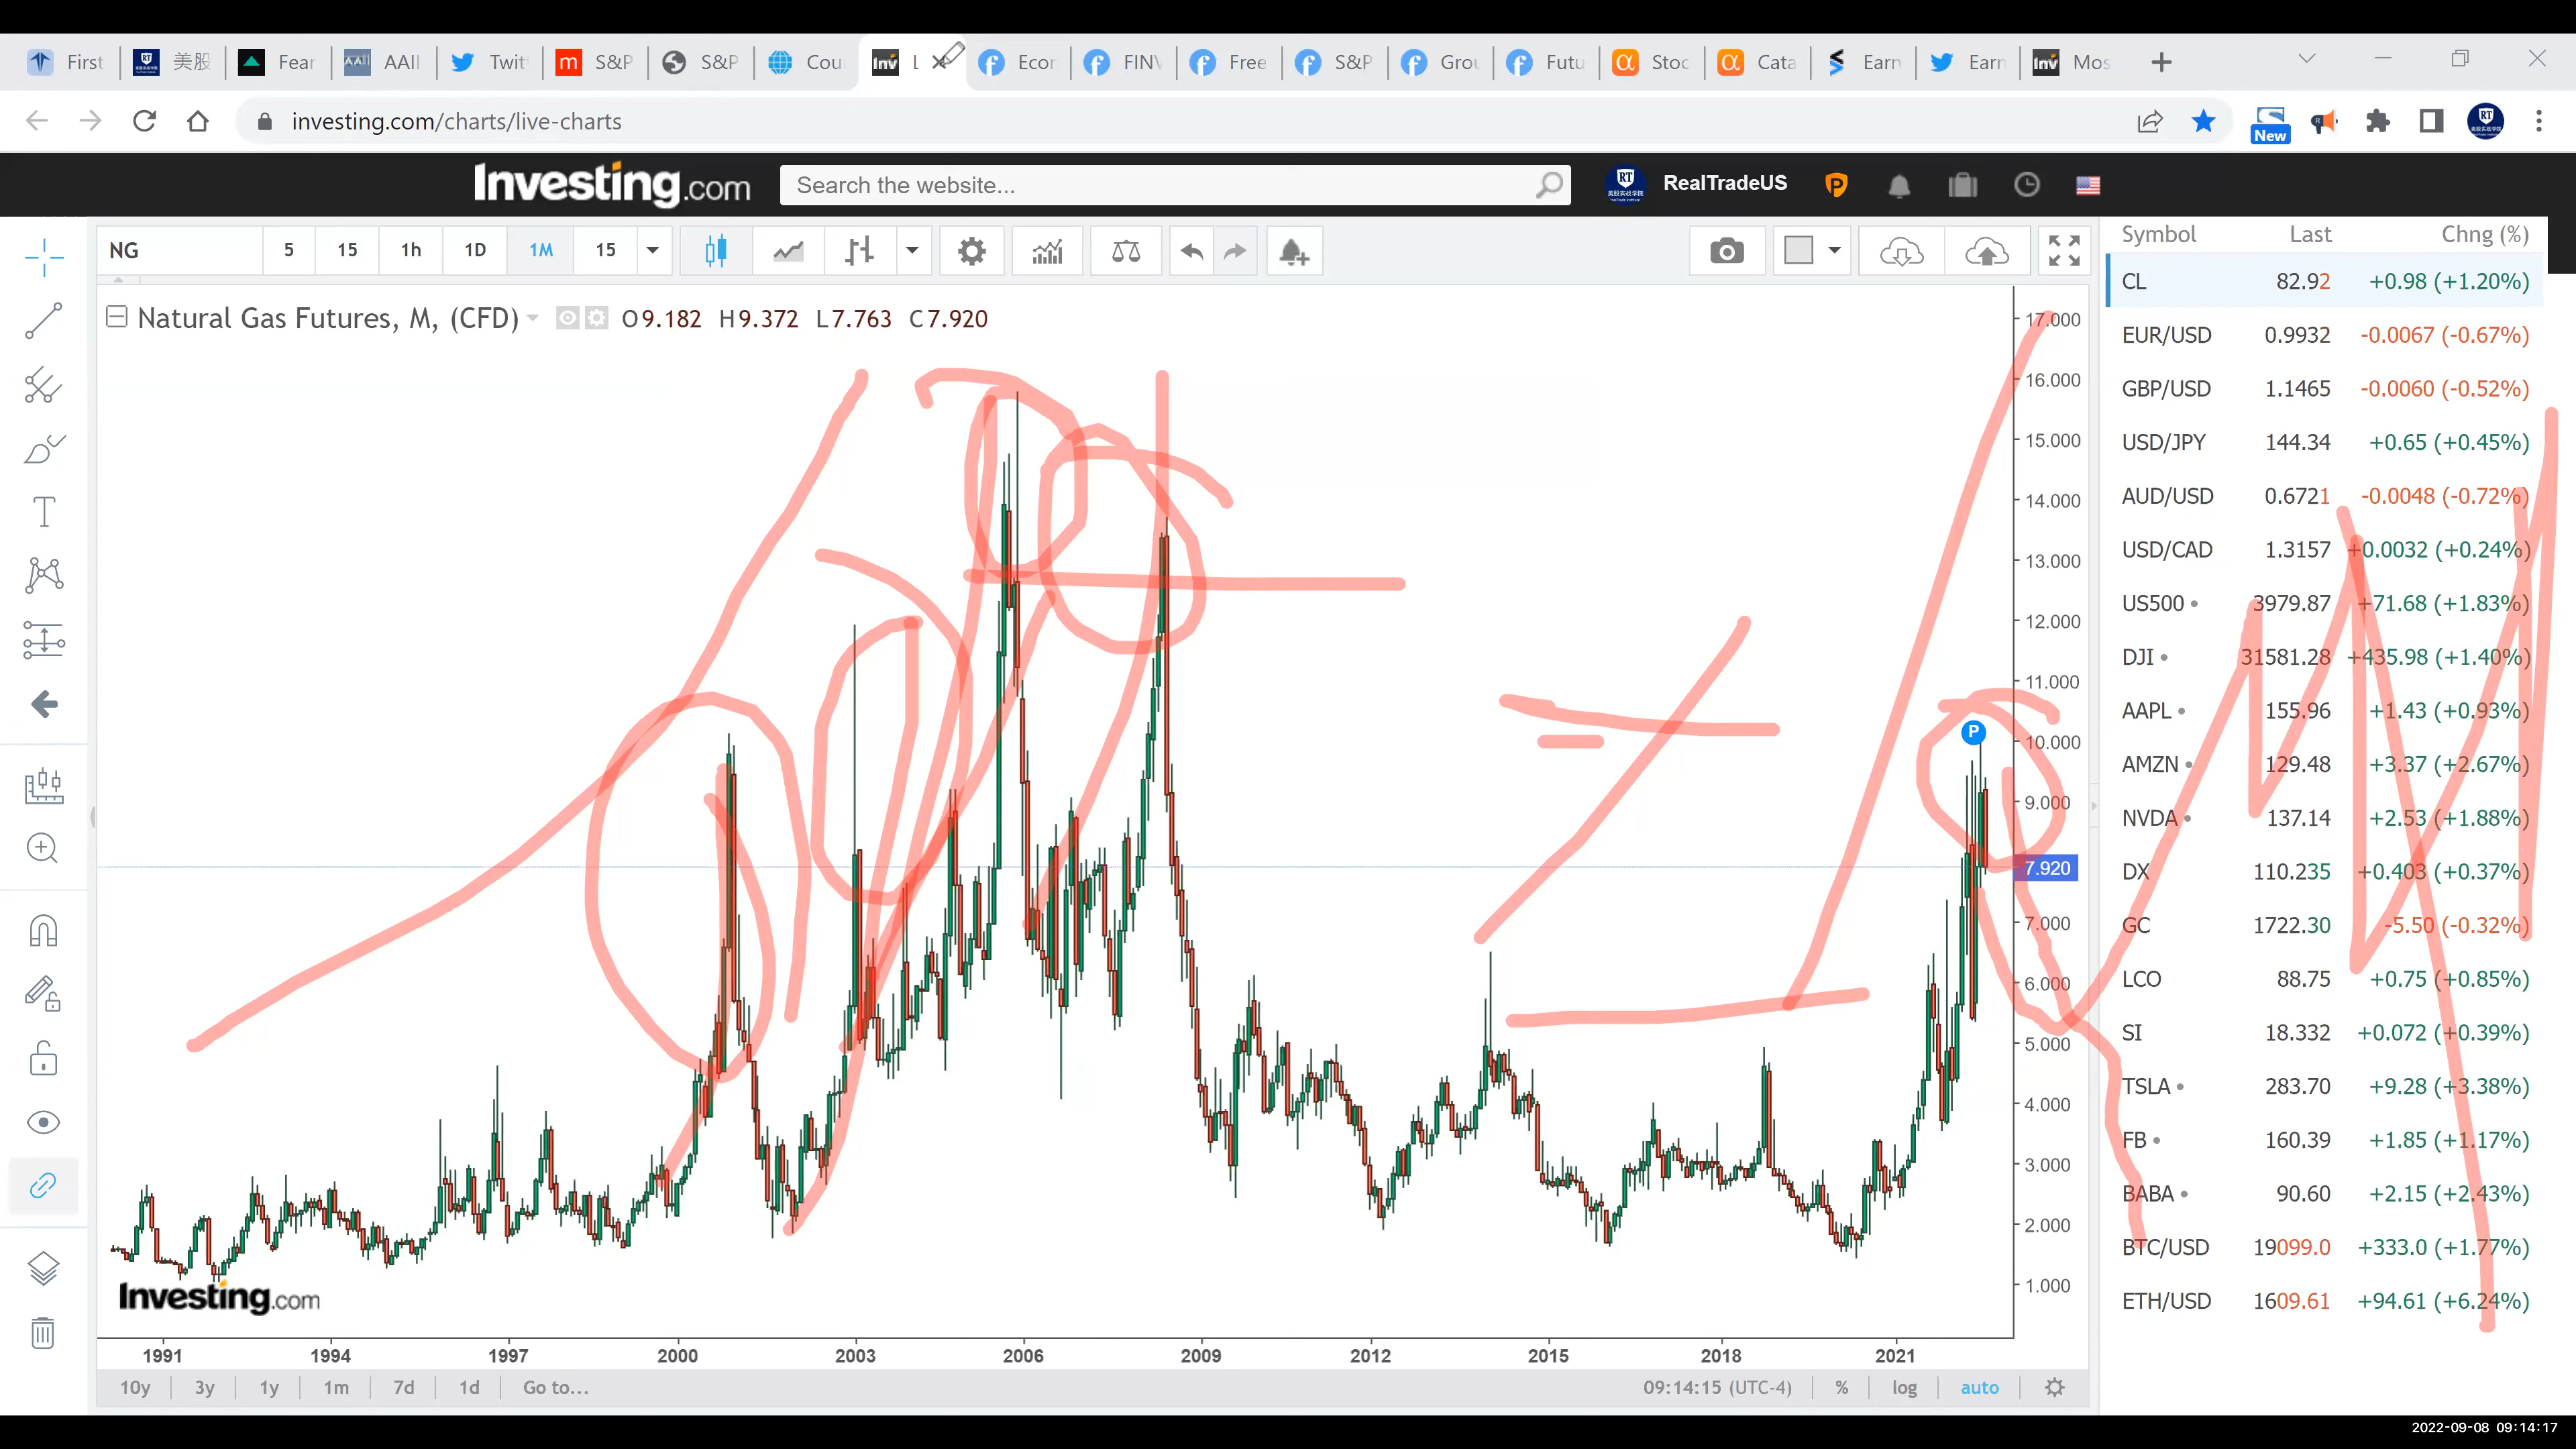 First 美股 Fear AAII Twit S&P S&P Cou L Ecor FINV Free S&P Grou Futu Stoc Cata Earn Earn Mos
investing.com/charts/live-charts New
Investing.com Search the website... RealTradeUS
NG 5 15 1h 1D 1M 15
Symbol Last Chng (%)
Natural Gas Futures, M, (CFD) O9.182 H9.372 L7.763 C7.920
CL 82.92 +0.98 (+1.20%)
EUR/USD 0.9932 -0.0067 (-0.67%)
GBP/USD 1.1465 -0.0060 (-0.52%)
USD/JPY 144.34 +0.65 (+0.45%)
AUD/USD 0.6721 -0.0048 (-0.72%)
USD/CAD 1.3157 +0.0032 (+0.24%)
US500 3979.87 +71.68 (+1.83%)
DJI 31581.28 +435.98 (+1.40%)
AAPL 155.96 +1.43 (+0.93%)
AMZN 129.48 +3.37 (+2.67%)
NVDA 137.14 +2.53 (+1.88%)
DX 110.235 +0.403 (+0.37%)
GC 1722.30 -5.50 (-0.32%)
LCO 88.75 +0.75 (+0.85%)
SI 18.332 +0.072 (+0.39%)
TSLA 283.70 +9.28 (+3.38%)
FB 160.39 +1.85 (+1.17%)
BABA 90.60 +2.15 (+2.43%)
BTC/USD 19099.0 +333.0 (+1.77%)
ETH/USD 1609.61 +94.61 (+6.24%)
17.000
16.000
15.000
14.000
13.000
12.000
11.000
P
10.000
9.000
7.920
7.000
6.000
5.000
4.000
3.000
2.000
1.000
Investing.com
1991 1994 1997 2000 2003 2006 2009 2012 2015 2018 2021
10y 3y 1y 1m 7d 1d Go to... 09:14:15 (UTC-4) % log auto
2022-09-08 09:14:17